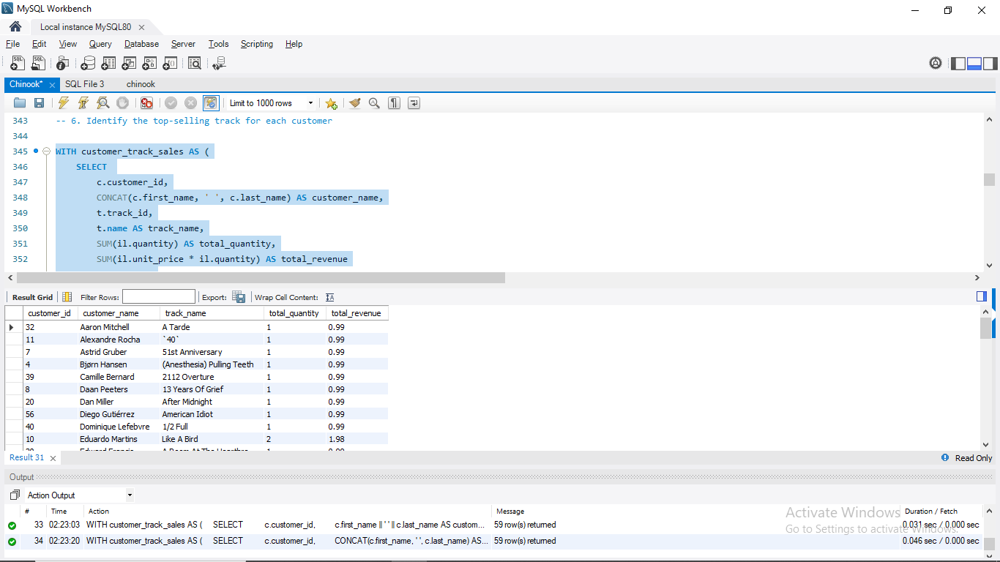 MySQL Workbench
Local instance MySQL80
File Edit View Query Database Server Tools Scripting Help
Chinook* SQL File 3 chinook
Limit to 1000 rows
343 -- 6. Identify the top-selling track for each customer
344
345 WITH customer_track_sales AS (
346 SELECT
347 c.customer_id,
348 CONCAT(c.first_name, ' ', c.last_name) AS customer_name,
349 t.track_id,
350 t.name AS track_name,
351 SUM(il.quantity) AS total_quantity,
352 SUM(il.unit_price * il.quantity) AS total_revenue
Result Grid Filter Rows: Export: Wrap Cell Content:
customer_id customer_name track_name total_quantity total_revenue
32 Aaron Mitchell A Tarde 1 0.99
11 Alexandre Rocha `40` 1 0.99
7 Astrid Gruber 51st Anniversary 1 0.99
4 Bjørn Hansen (Anesthesia) Pulling Teeth 1 0.99
39 Camille Bernard 2112 Overture 1 0.99
8 Daan Peeters 13 Years Of Grief 1 0.99
20 Dan Miller After Midnight 1 0.99
56 Diego Gutiérrez American Idiot 1 0.99
40 Dominique Lefebvre 1/2 Full 1 0.99
10 Eduardo Martins Like A Bird 2 1.98
Result 31 Read Only
Output
Action Output
# Time Action Message Duration / Fetch
33 02:23:03 WITH customer_track_sales AS ( SELECT c.customer_id, c.first_name || ' ' || c.last_name AS custom... 59 row(s) returned 0.031 sec / 0.000 sec
34 02:23:20 WITH customer_track_sales AS ( SELECT c.customer_id, CONCAT(c.first_name, ' ', c.last_name) AS... 59 row(s) returned 0.046 sec / 0.000 sec
Activate Windows
Go to Settings to activate Windows.